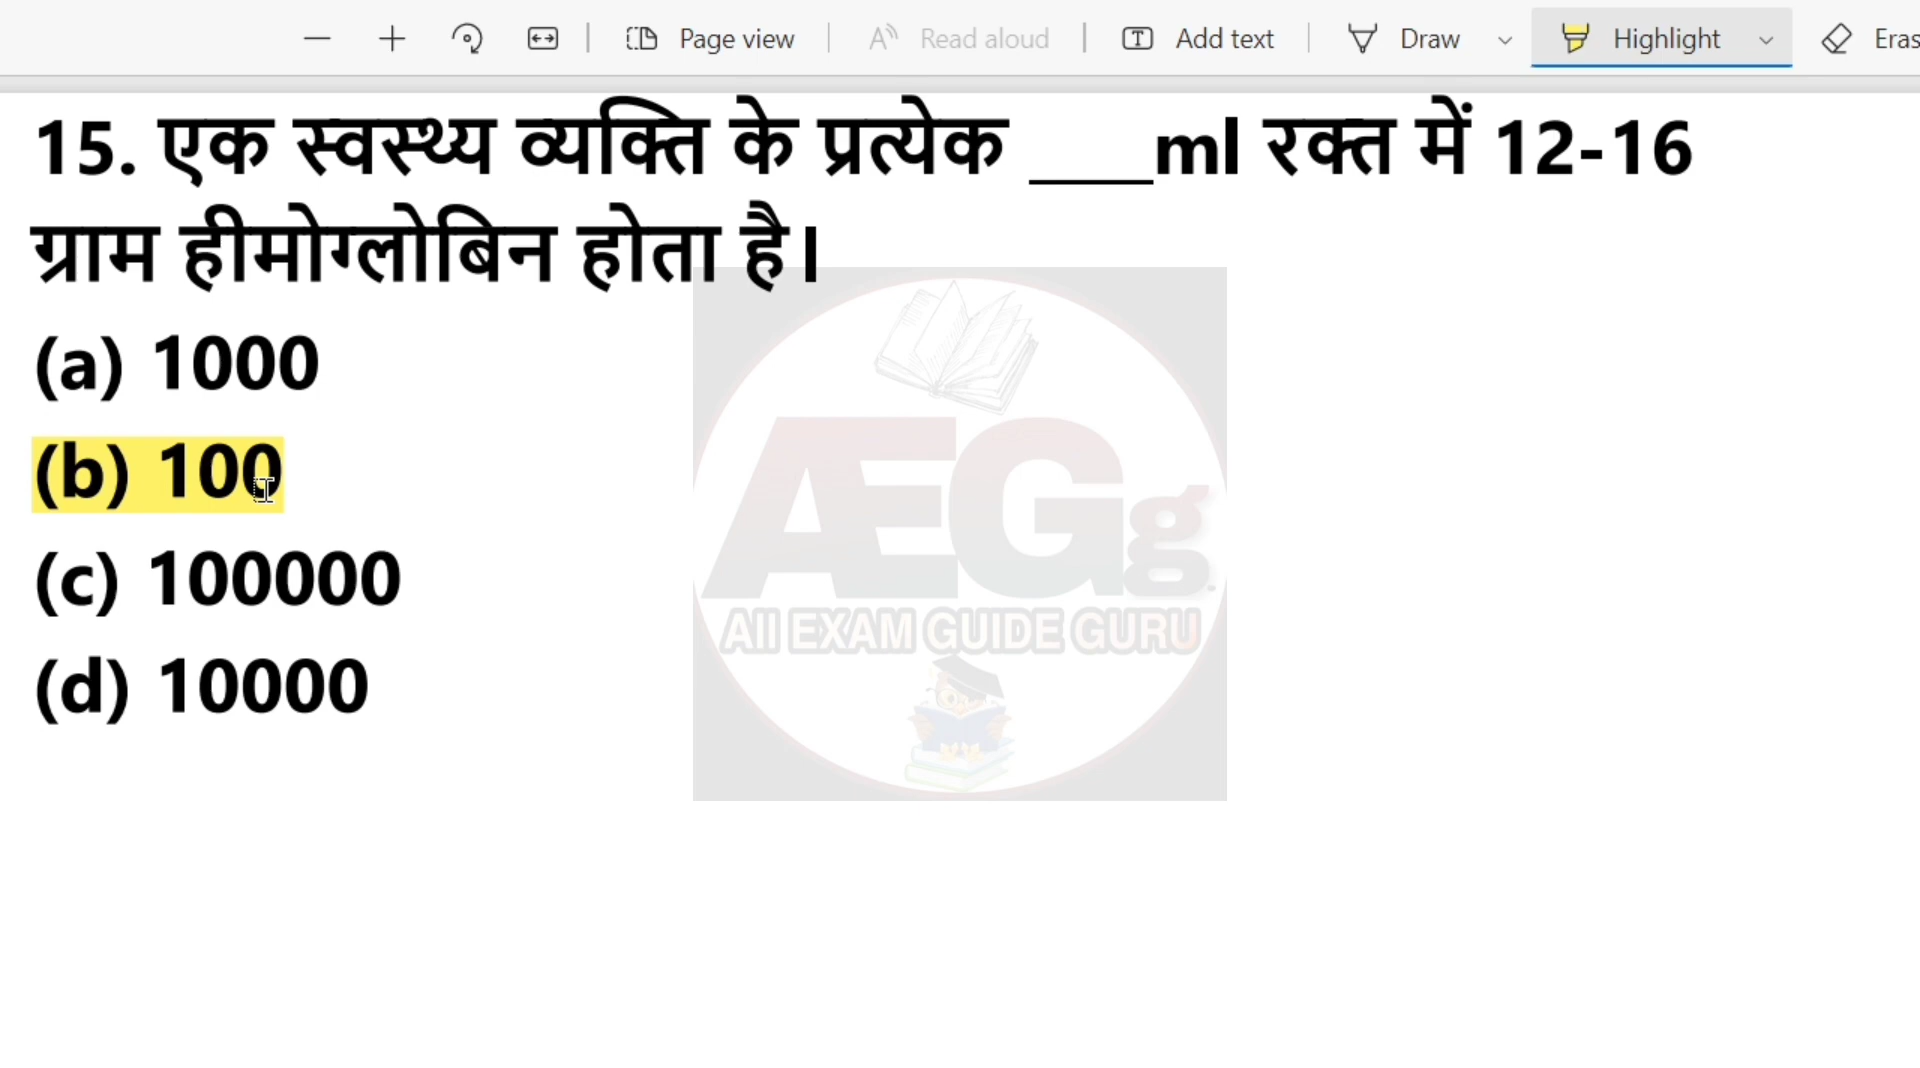 Page view Read aloud Add text Draw Highlight Eras
15. एक स्वस्थ्य व्यक्ति के प्रत्येक ____ml रक्त में 12-16
ग्राम हीमोग्लोबिन होता है।
(a) 1000
(b) 100
(c) 100000
(d) 10000
ÆGg
All EXAM GUIDE GURU